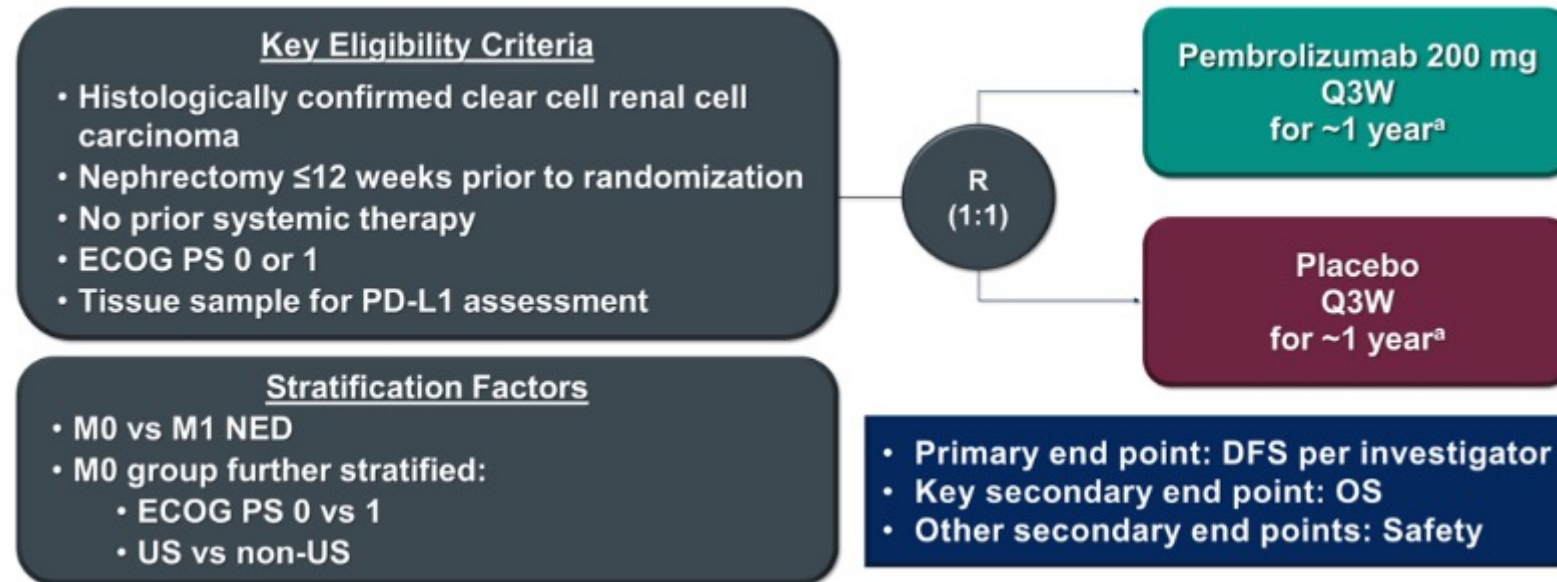 Key Eligibility Criteria
• Histologically confirmed clear cell renal cell
carcinoma
• Nephrectomy ≤12 weeks prior to randomization
• No prior systemic therapy
• ECOG PS 0 or 1
• Tissue sample for PD-L1 assessment
Stratification Factors
• M0 vs M1 NED
• M0 group further stratified:
• ECOG PS 0 vs 1
• US vs non-US
R
(1:1)
Pembrolizumab 200 mg
Q3W
for ~1 yearᵃ
Placebo
Q3W
for ~1 yearᵃ
• Primary end point: DFS per investigator
• Key secondary end point: OS
• Other secondary end points: Safety